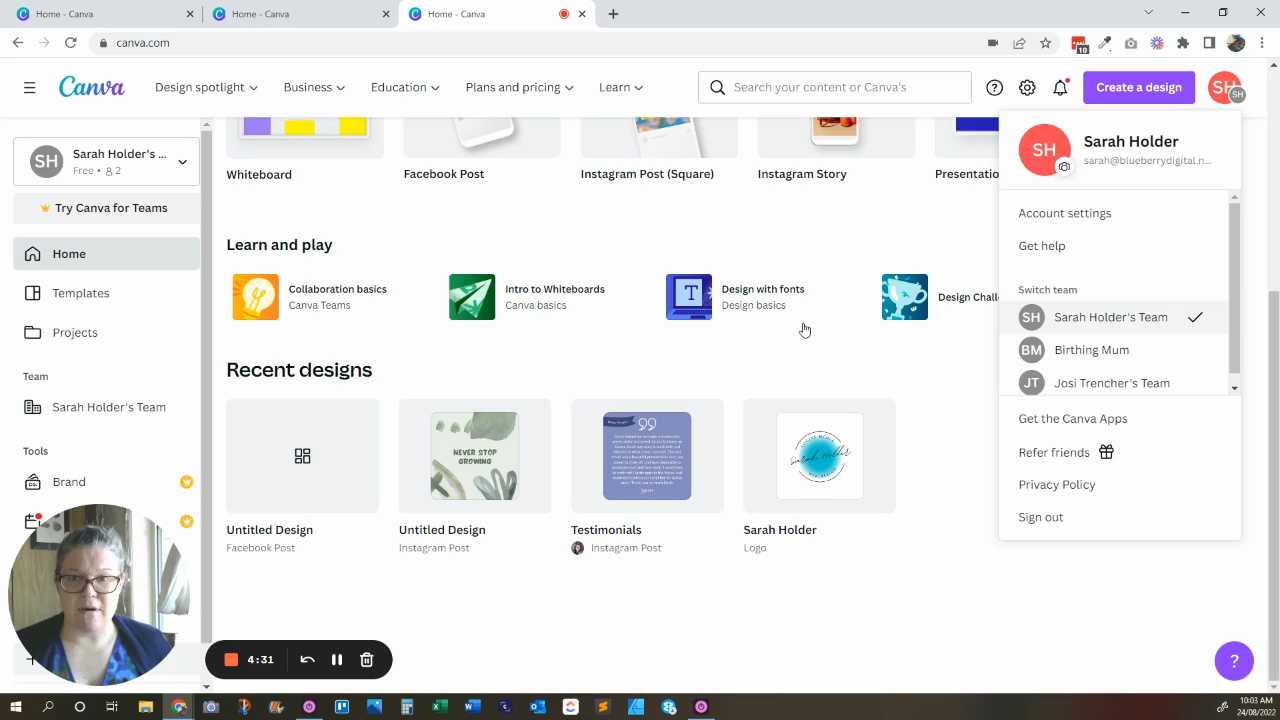 Home - Canva
Home - Canva
Home - Canva
canva.com
10
Canva
Design spotlight
Business
Education
Plans and pricing
Learn
Search your content or Canva's
Create a design
SH
SH
SH
Sarah Holder's ...
Free • 2
Try Canva for Teams
Home
Templates
Projects
Team
Sarah Holder's Team
Tools
Brand
Whiteboard
Facebook Post
Instagram Post (Square)
Instagram Story
Learn and play
Collaboration basics
Canva Teams
Intro to Whiteboards
Canva basics
T
Design with fonts
Design basics
Recent designs
NEVER STOP
GROWING
Untitled Design
Facebook Post
Untitled Design
Instagram Post
Testimonials
Instagram Post
Sarah Holder
Logo
SH
Sarah Holder
sarah@blueberrydigital.n...
Account settings
Get help
Switch team
SH
Sarah Holder's Team
BM
Birthing Mum
JT
Josi Trencher's Team
Get the Canva Apps
Refer friends
Privacy Policy
Sign out
4:31
?
10:03 AM
24/08/2022